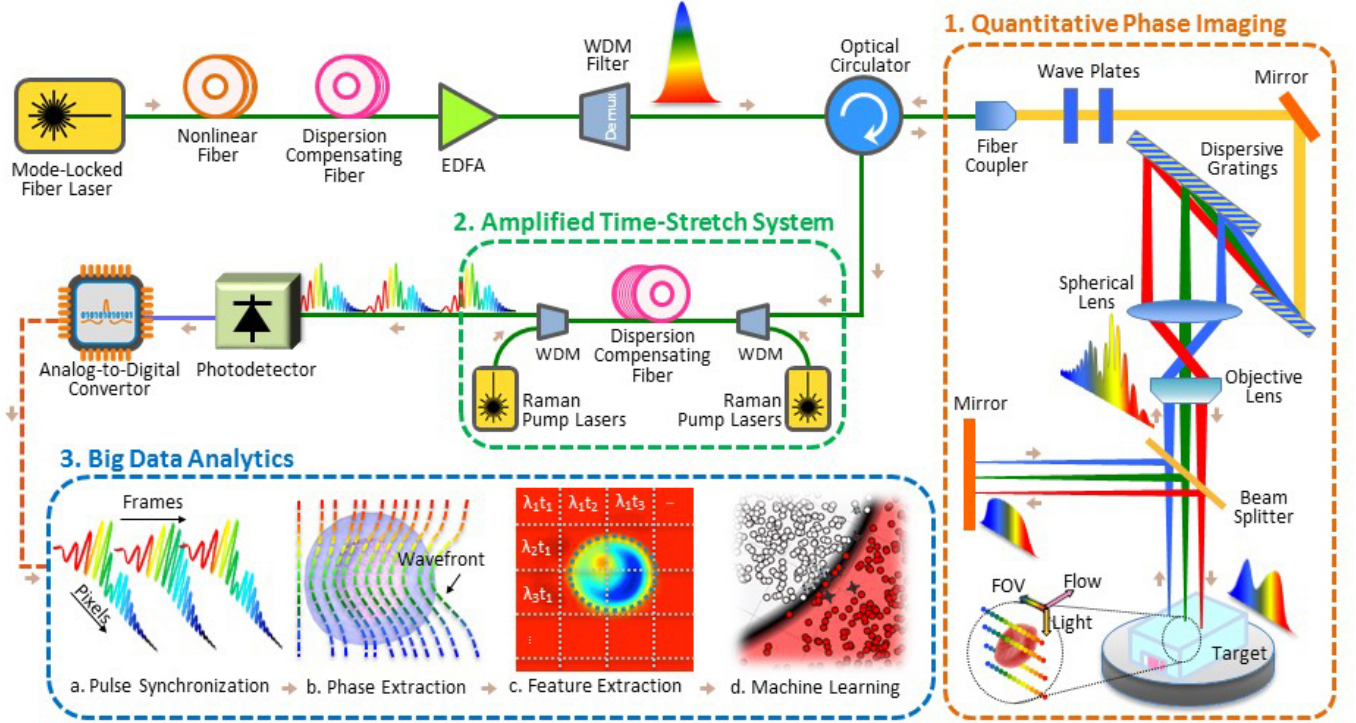 1. Quantitative Phase Imaging
WDM
Filter
Optical
Circulator
Wave Plates
Mirror
Demux
Mode-Locked
Fiber Laser
Nonlinear
Fiber
Dispersion
Compensating
Fiber
EDFA
Fiber
Coupler
Dispersive
Gratings
2. Amplified Time-Stretch System
Spherical
Lens
010101010101
Analog-to-Digital
Convertor
Photodetector
WDM
Dispersion
Compensating
Fiber
WDM
Raman
Pump Lasers
Raman
Pump Lasers
Objective
Lens
Mirror
Beam
Splitter
3. Big Data Analytics
Frames
Pixels
Wavefront
λ1t1 λ1t2 λ1t3 ...
λ2t1
λ3t1
...
FOV
Flow
Light
Target
a. Pulse Synchronization
b. Phase Extraction
c. Feature Extraction
d. Machine Learning